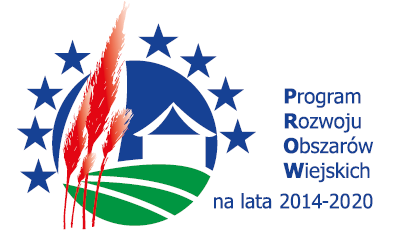 Program
Rozwoju
Obszarów
Wiejskich
na lata 2014-2020